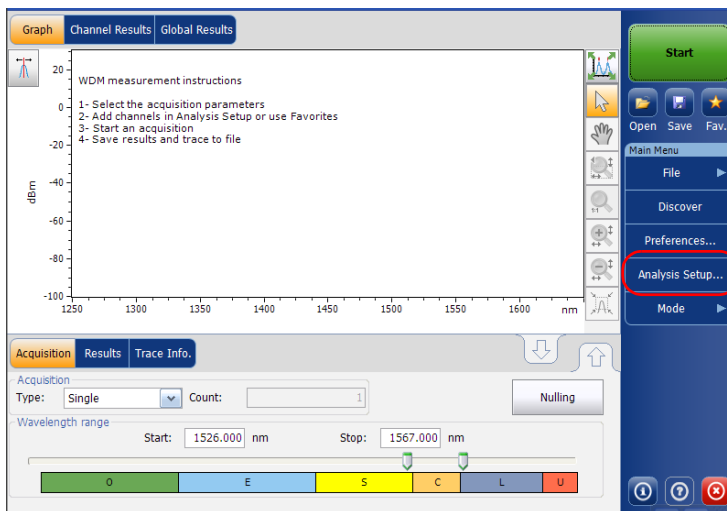 Graph Channel Results Global Results
Start
WDM measurement instructions
1- Select the acquisition parameters
2- Add channels in Analysis Setup or use Favorites
3- Start an acquisition
4- Save results and trace to file
20
0
-20
-40
-60
-80
-100
dBm
1250 1300 1350 1400 1450 1500 1550 1600 nm
1:1
Open Save Fav.
Main Menu
File
Discover
Preferences...
Analysis Setup...
Mode
Acquisition Results Trace Info.
Acquisition
Type: Single Count: 1
Nulling
Wavelength range
Start: 1526.000 nm Stop: 1567.000 nm
O E S C L U